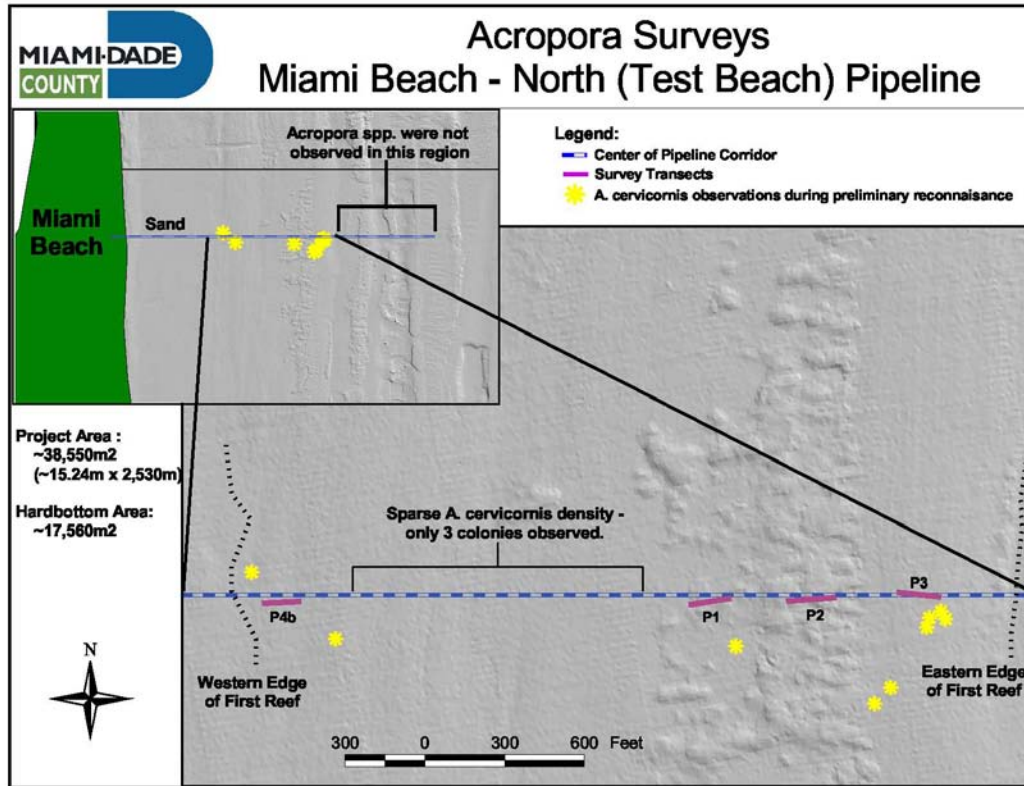 MIAMI-DADE
COUNTY
Acropora Surveys
Miami Beach - North (Test Beach) Pipeline
Acropora spp. were not
observed in this region
Miami
Beach
Sand
Legend:
Center of Pipeline Corridor
Survey Transects
A. cervicornis observations during preliminary reconnaisance
Project Area :
~38,550m2
(~15.24m x 2,530m)
Hardbottom Area:
~17,560m2
Sparse A. cervicornis density -
only 3 colonies observed.
P4b
P1
P2
P3
Western Edge
of First Reef
Eastern Edge
of First Reef
N
300 0 300 600 Feet